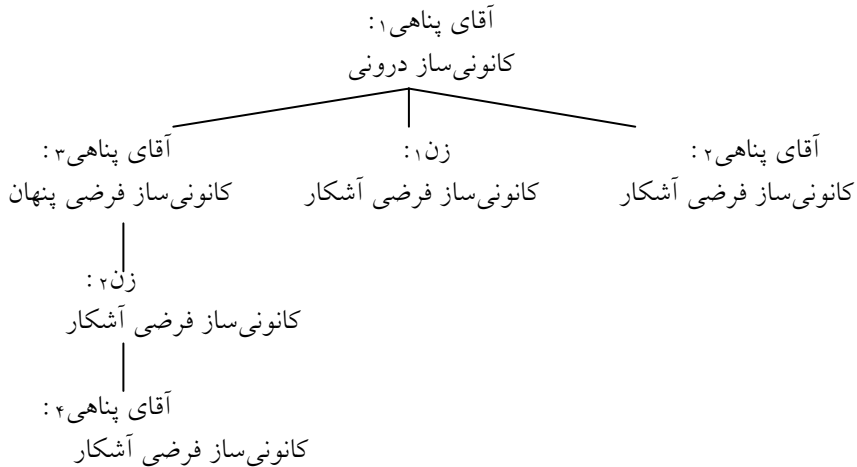 آقای پناهی۱:
کانونی‌ساز درونی
آقای پناهی۲:
کانونی‌ساز فرضی آشکار
زن۱:
کانونی‌ساز فرضی آشکار
آقای پناهی۳:
کانونی‌ساز فرضی پنهان
زن۲:
کانونی‌ساز فرضی آشکار
آقای پناهی۴:
کانونی‌ساز فرضی آشکار